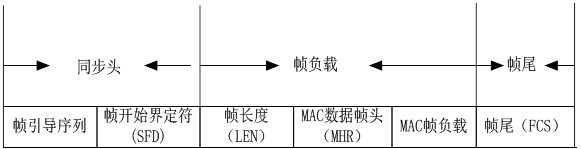 同步头
帧负载
帧尾
帧引导序列
帧开始界定符
(SFD)
帧长度
（LEN）
MAC数据帧头
（MHR）
MAC帧负载
帧尾（FCS）